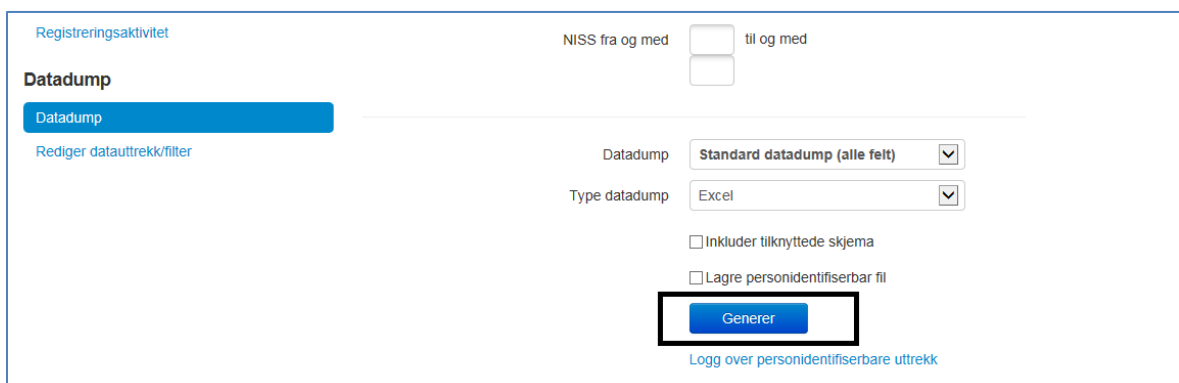 Registreringsaktivitet
Datadump
Datadump
Rediger datauttrekk/filter
NISS fra og med til og med
Datadump Standard datadump (alle felt)
Type datadump Excel
Inkluder tilknyttede skjema
Lagre personidentifiserbar fil
Generer
Logg over personidentifiserbare uttrekk